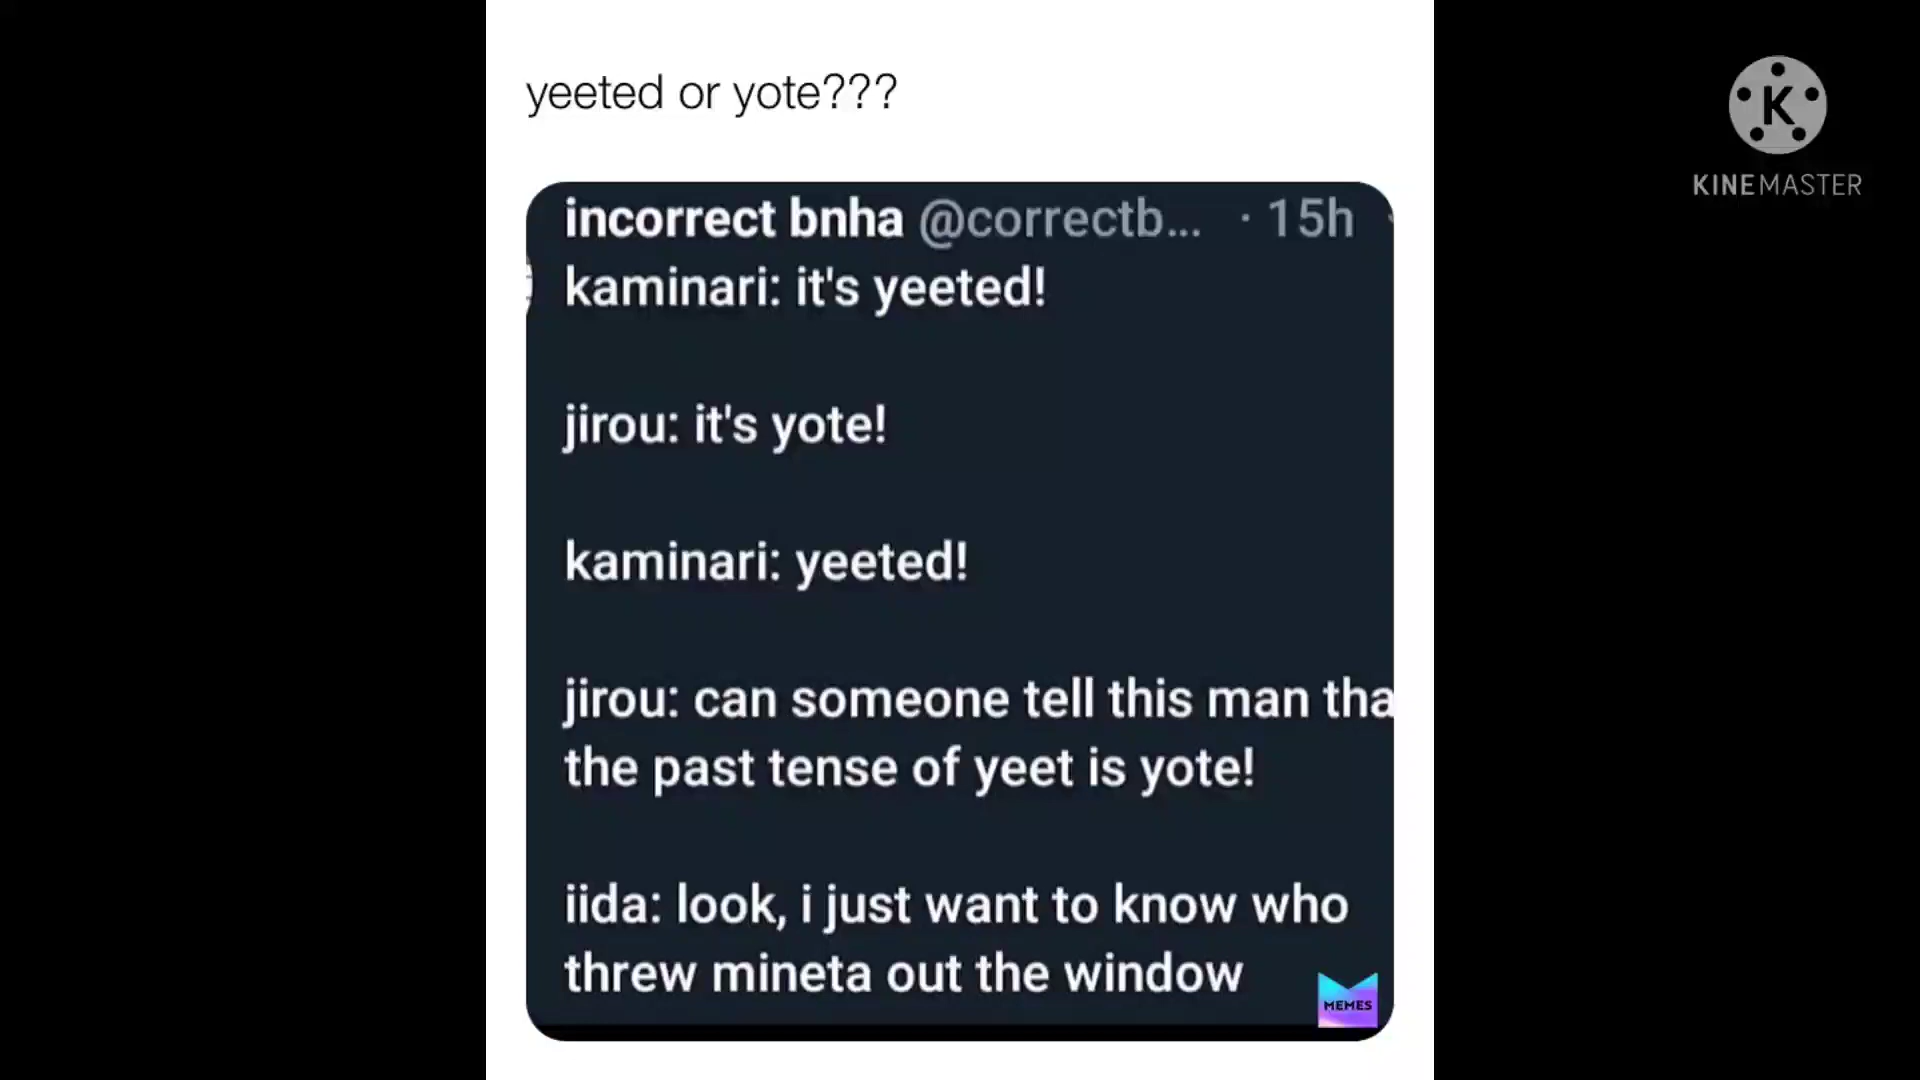 yeeted or yote???
KINEMASTER
incorrect bnha @correctb... · 15h
kaminari: it's yeeted!
jirou: it's yote!
kaminari: yeeted!
jirou: can someone tell this man tha
the past tense of yeet is yote!
iida: look, i just want to know who
threw mineta out the window
MEMES